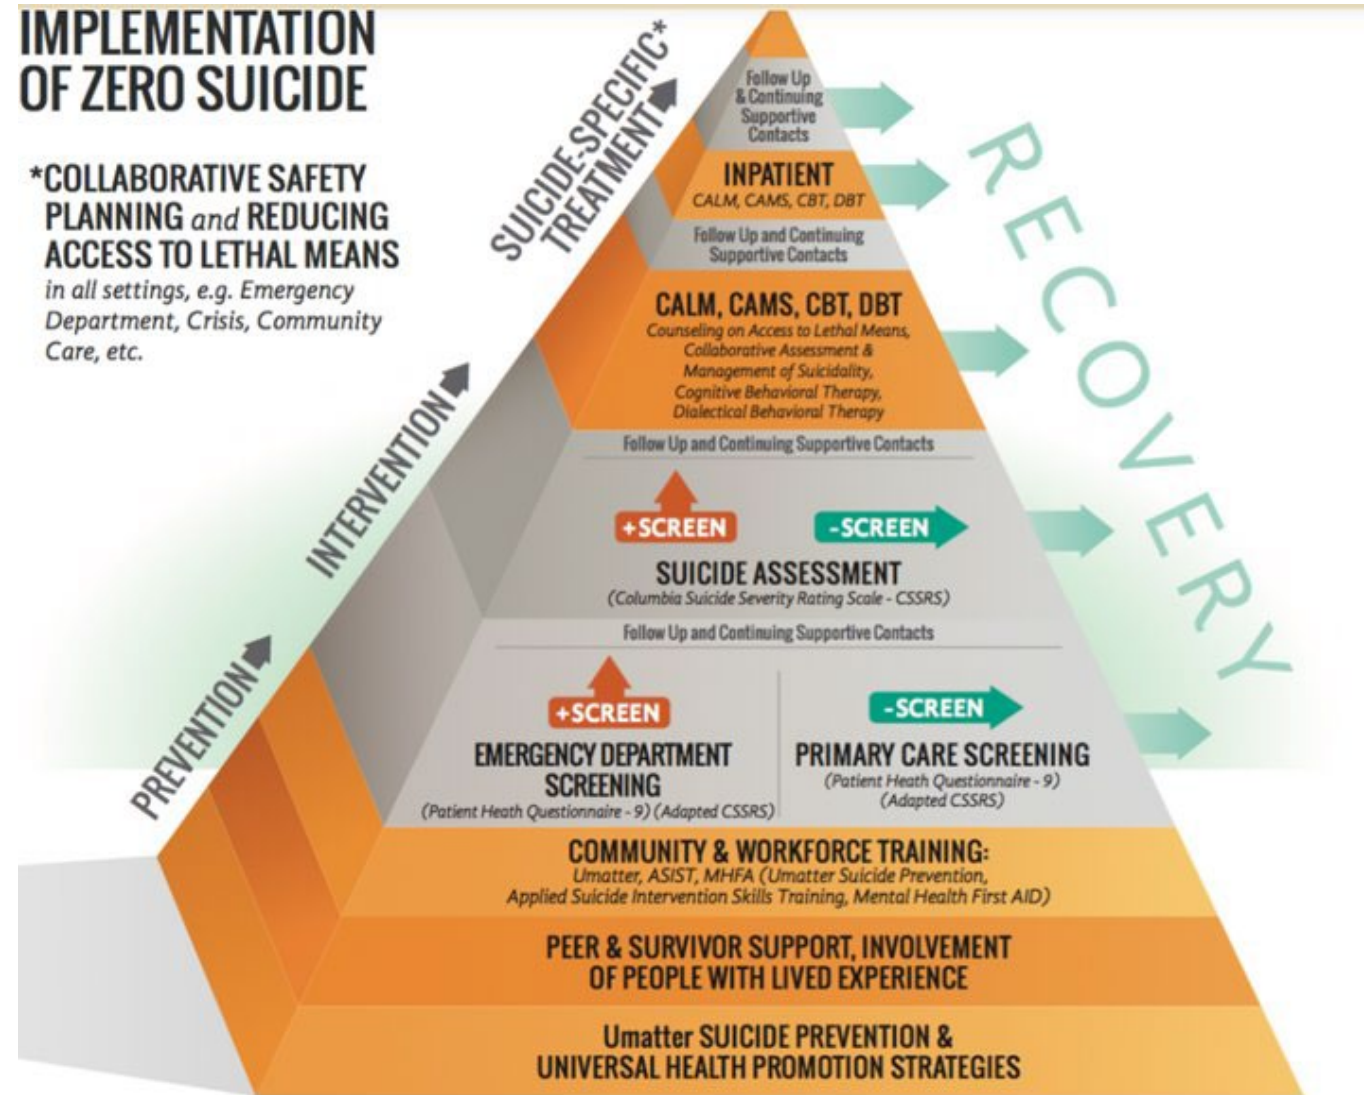 IMPLEMENTATION
OF ZERO SUICIDE
*COLLABORATIVE SAFETY
PLANNING and REDUCING
ACCESS TO LETHAL MEANS
in all settings, e.g. Emergency
Department, Crisis, Community
Care, etc.
PREVENTION
INTERVENTION
SUICIDE-SPECIFIC*
TREATMENT
Follow Up
& Continuing
Supportive
Contacts
INPATIENT
CALM, CAMS, CBT, DBT
Follow Up and Continuing
Supportive Contacts
CALM, CAMS, CBT, DBT
Counseling on Access to Lethal Means,
Collaborative Assessment &
Management of Suicidality,
Cognitive Behavioral Therapy,
Dialectical Behavioral Therapy
Follow Up and Continuing Supportive Contacts
+SCREEN
-SCREEN
SUICIDE ASSESSMENT
(Columbia Suicide Severity Rating Scale - CSSRS)
Follow Up and Continuing Supportive Contacts
+SCREEN
EMERGENCY DEPARTMENT
SCREENING
(Patient Heath Questionnaire - 9) (Adapted CSSRS)
-SCREEN
PRIMARY CARE SCREENING
(Patient Heath Questionnaire - 9)
(Adapted CSSRS)
COMMUNITY & WORKFORCE TRAINING:
Umatter, ASIST, MHFA (Umatter Suicide Prevention,
Applied Suicide Intervention Skills Training, Mental Health First AID)
PEER & SURVIVOR SUPPORT, INVOLVEMENT
OF PEOPLE WITH LIVED EXPERIENCE
Umatter SUICIDE PREVENTION &
UNIVERSAL HEALTH PROMOTION STRATEGIES
RECOVERY